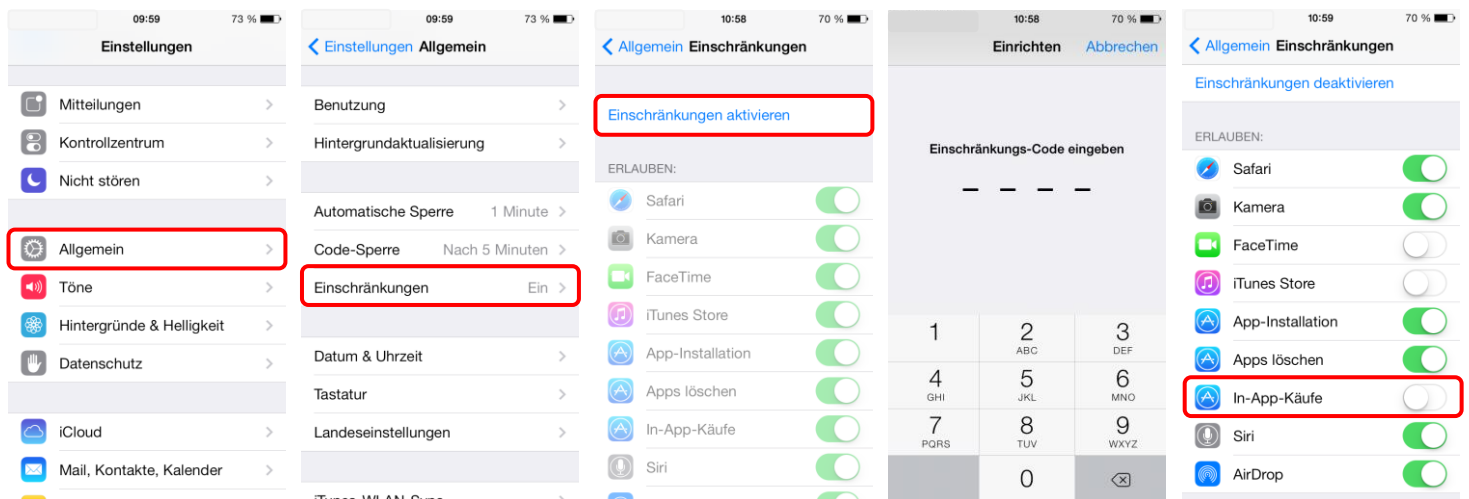 09:59 73 %
Einstellungen
Mitteilungen
Kontrollzentrum
Nicht stören
Allgemein
Töne
Hintergründe & Helligkeit
Datenschutz
iCloud
Mail, Kontakte, Kalender
09:59 73 %
Einstellungen Allgemein
Benutzung
Hintergrundaktualisierung
Automatische Sperre 1 Minute
Code-Sperre Nach 5 Minuten
Einschränkungen Ein
Datum & Uhrzeit
Tastatur
Landeseinstellungen
iTunes-WLAN-Sync
10:58 70 %
Allgemein Einschränkungen
Einschränkungen aktivieren
ERLAUBEN:
Safari
Kamera
FaceTime
iTunes Store
App-Installation
Apps löschen
In-App-Käufe
Siri
10:58 70 %
Einrichten Abbrechen
Einschränkungs-Code eingeben
1 2 3
ABC DEF
4 5 6
GHI JKL MNO
7 8 9
PQRS TUV WXYZ
0
10:59 70 %
Allgemein Einschränkungen
Einschränkungen deaktivieren
ERLAUBEN:
Safari
Kamera
FaceTime
iTunes Store
App-Installation
Apps löschen
In-App-Käufe
Siri
AirDrop